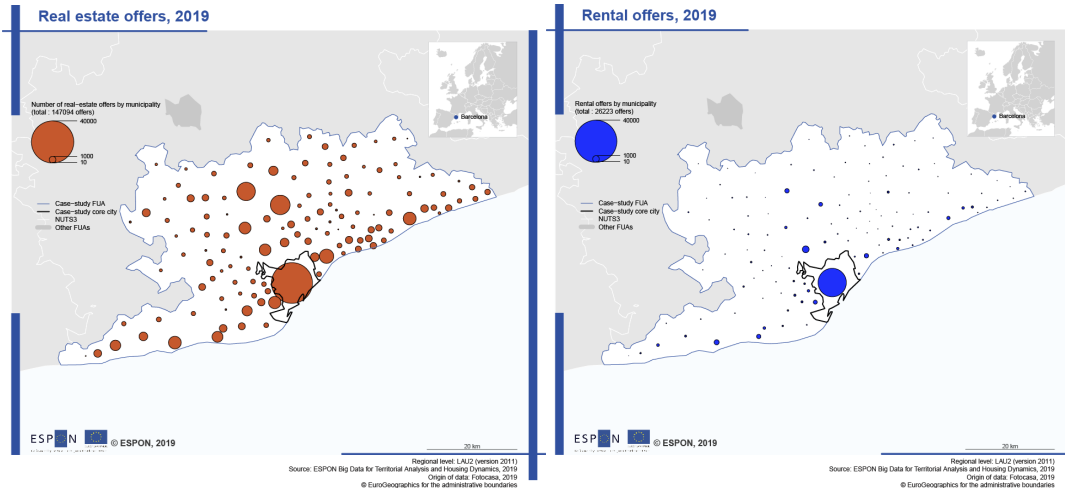 Real estate offers, 2019
Number of real-estate offers by municipality
(total : 147094 offers)
40000
1000
10
Barcelona
Case-study FUA
Case-study core city
NUTS3
Other FUAs
ESPON
© ESPON, 2019
20 km
Regional level: LAU2 (version 2011)
Source: ESPON Big Data for Territorial Analysis and Housing Dynamics, 2019
Origin of data: Fotocasa, 2019
© EuroGeographics for the administrative boundaries
Rental offers, 2019
Rental offers by municipality
(total : 26223 offers)
40000
1000
10
Barcelona
Case-study FUA
Case-study core city
NUTS3
Other FUAs
ESPON
© ESPON, 2019
20 km
Regional level: LAU2 (version 2011)
Source: ESPON Big Data for Territorial Analysis and Housing Dynamics, 2019
Origin of data: Fotocasa, 2019
© EuroGeographics for the administrative boundaries